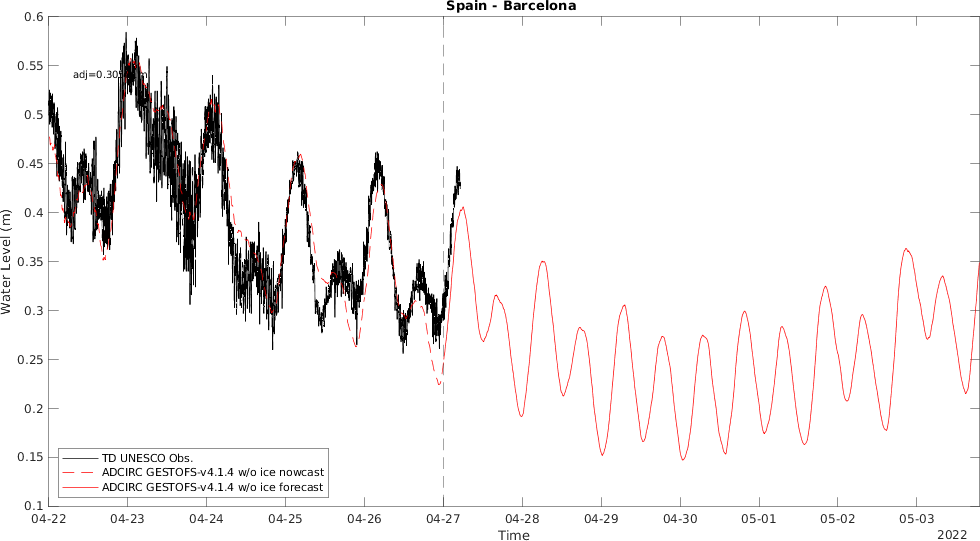 Spain - Barcelona
Water Level (m)
0.6
0.55
0.5
0.45
0.4
0.35
0.3
0.25
0.2
0.15
0.1
TD UNESCO Obs.
ADCIRC GESTOFS-v4.1.4 w/o ice nowcast
ADCIRC GESTOFS-v4.1.4 w/o ice forecast
04-22 04-23 04-24 04-25 04-26 04-27 04-28 04-29 04-30 05-01 05-02 05-03
Time
2022